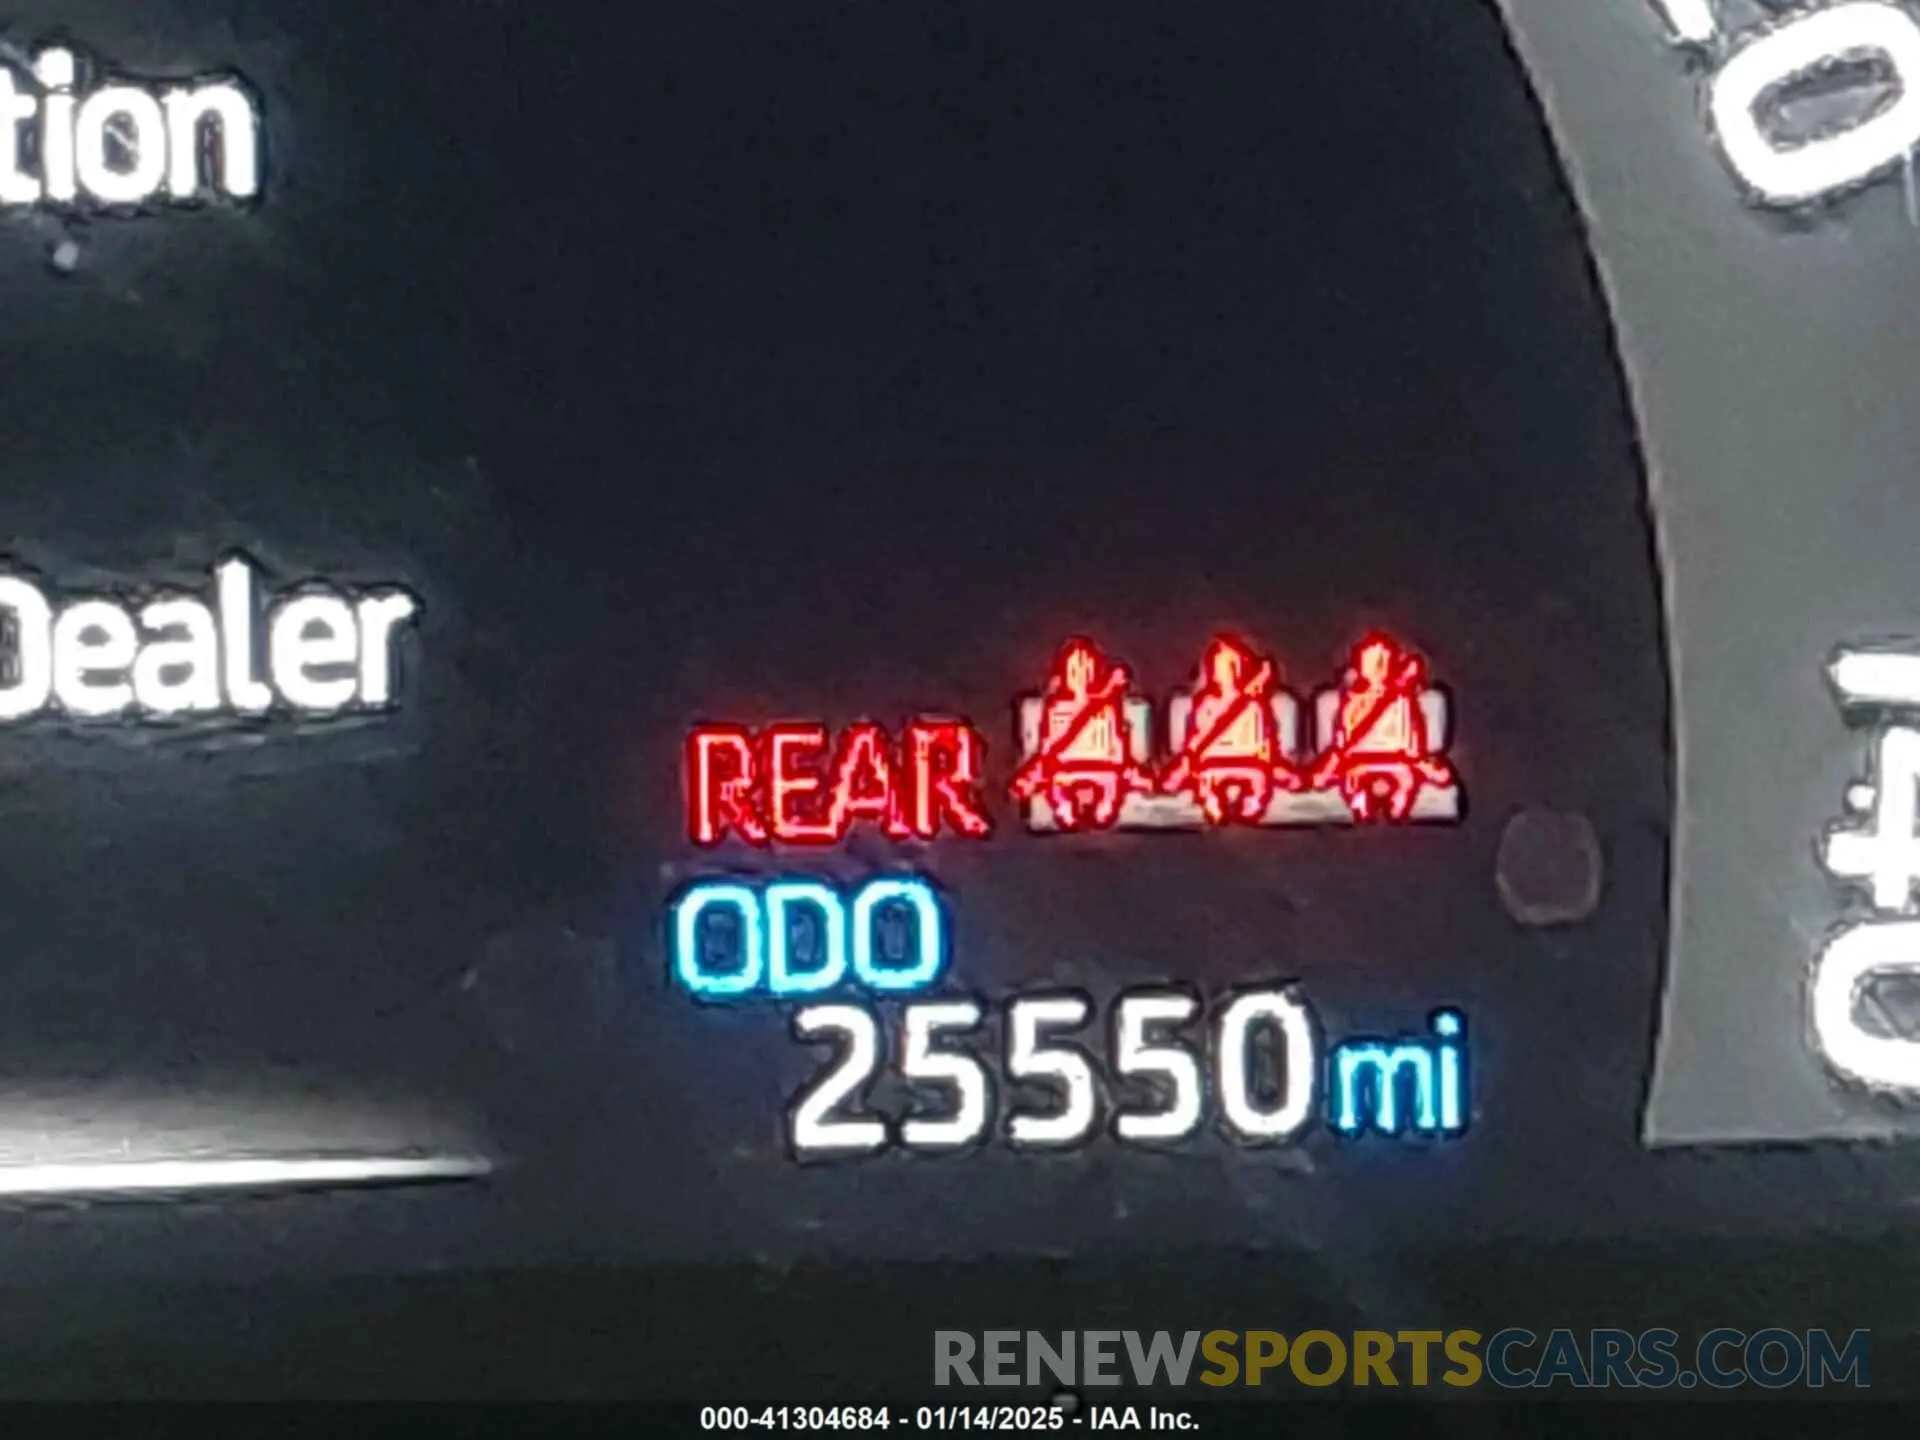 tion
Dealer
REAR
ODO
25550 mi
RENEWSPORTSCARS.COM
000-41304684 - 01/14/2025 - IAA Inc.